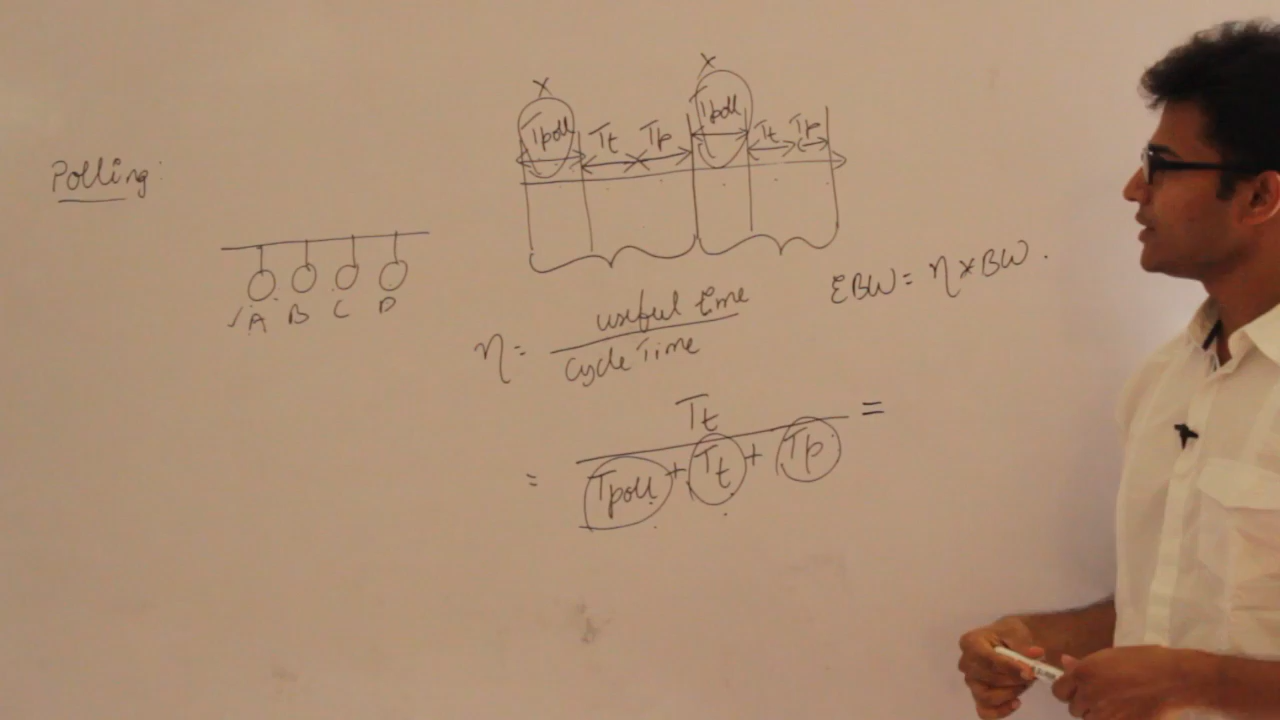 Polling:
A B C D
x x
Tpoll Tt Tp Tpoll Tt Tp
η = useful time / Cycle Time
EBW = η × BW.
= Tt / Tpoll + Tt + Tp =